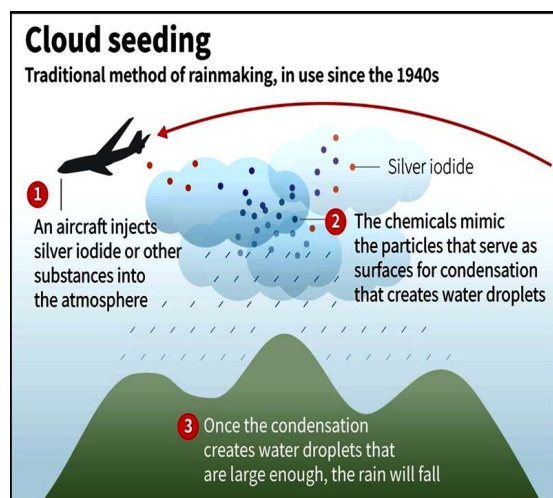 Cloud seeding
Traditional method of rainmaking, in use since the 1940s
Silver iodide
1
An aircraft injects
silver iodide or other
substances into
the atmosphere
2
The chemicals mimic
the particles that serve as
surfaces for condensation
that creates water droplets
3 Once the condensation
creates water droplets that
are large enough, the rain will fall